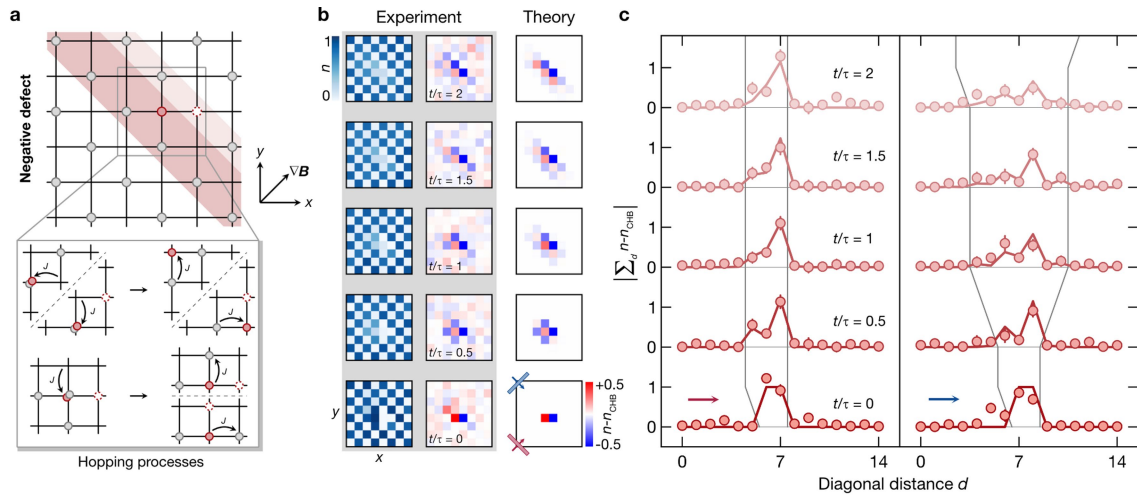 a
Negative defect
y
x
∇B
J
J
J
J
J
J
J
Hopping processes
b
Experiment
Theory
1
n
0
t/τ = 2
t/τ = 1.5
t/τ = 1
t/τ = 0.5
t/τ = 0
y
x
+0.5
n-n_CHB
-0.5
c
|∑_d n-n_CHB|
1
0
t/τ = 2
1
0
t/τ = 1.5
1
0
t/τ = 1
1
0
t/τ = 0.5
1
0
t/τ = 0
0
7
14
0
7
14
Diagonal distance d